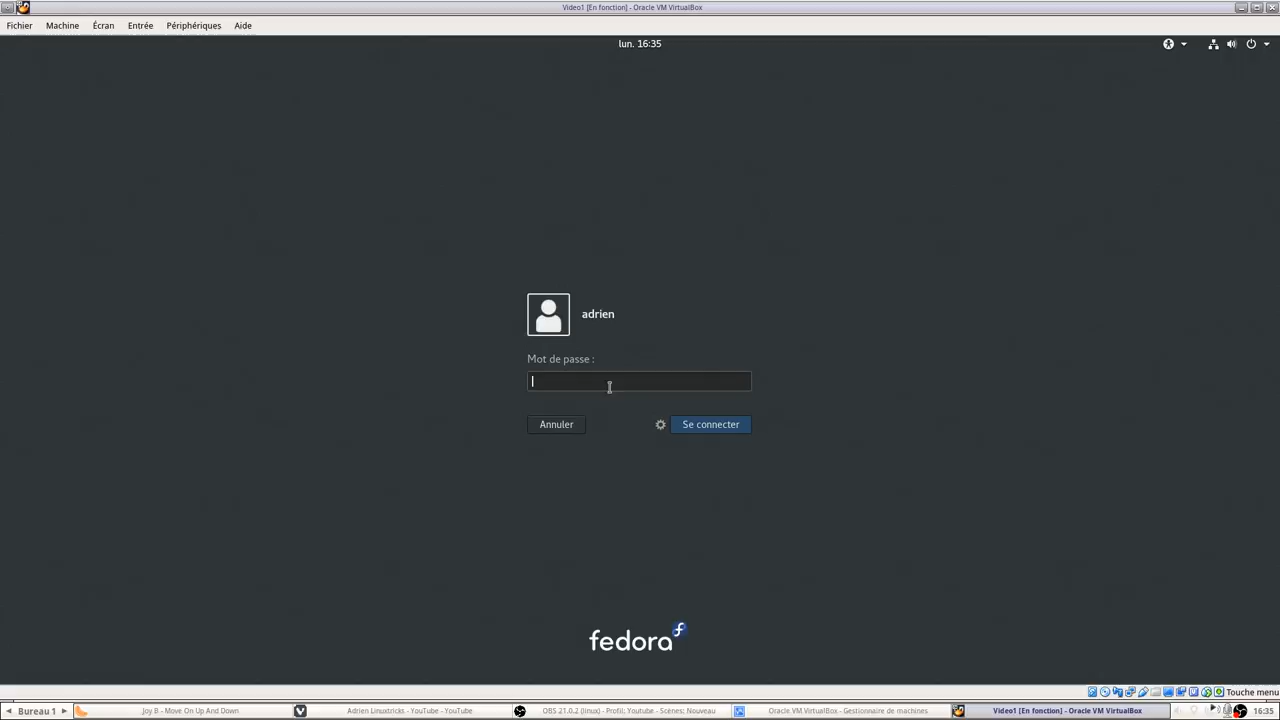 Video1 [En fonction] - Oracle VM VirtualBox
Fichier Machine Écran Entrée Périphériques Aide
lun. 16:35
adrien
Mot de passe :
Annuler Se connecter
fedora
Touche menu
Bureau 1 Joy B - Move On Up And Down Adrien Linuxtricks - YouTube - YouTube OBS 21.0.2 (linux) - Profil: Youtube - Scènes: Nouveau Oracle VM VirtualBox - Gestionnaire de machines Video1 [En fonction] - Oracle VM VirtualBox 16:35